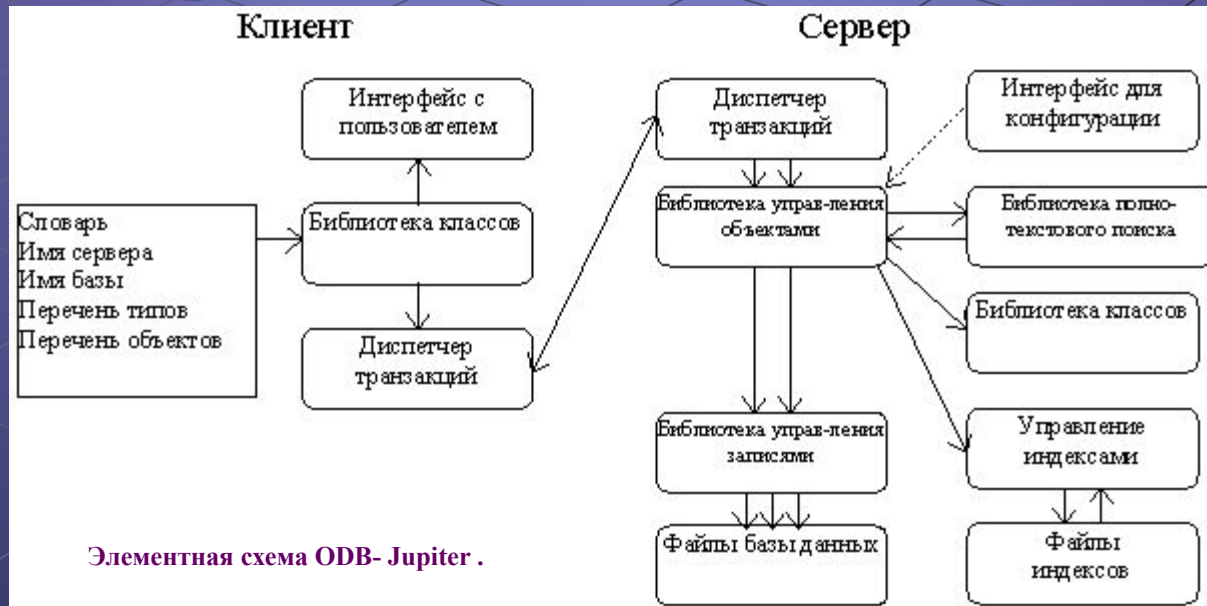 Клиент
Сервер
Интерфейс с
пользователем
Словарь
Имя сервера
Имя базы
Перечень типов
Перечень объектов
Библиотека классов
Диспетчер
транзакций
Диспетчер
транзакций
Интерфейс для
конфигурации
Библиотека управ-ления
объектами
Библиотека полно-
текстового поиска
Библиотека классов
Библиотека управ-ления
записями
Управление
индексами
Файлы базы данных
Файлы
индексов
Элементная схема ODB- Jupiter .